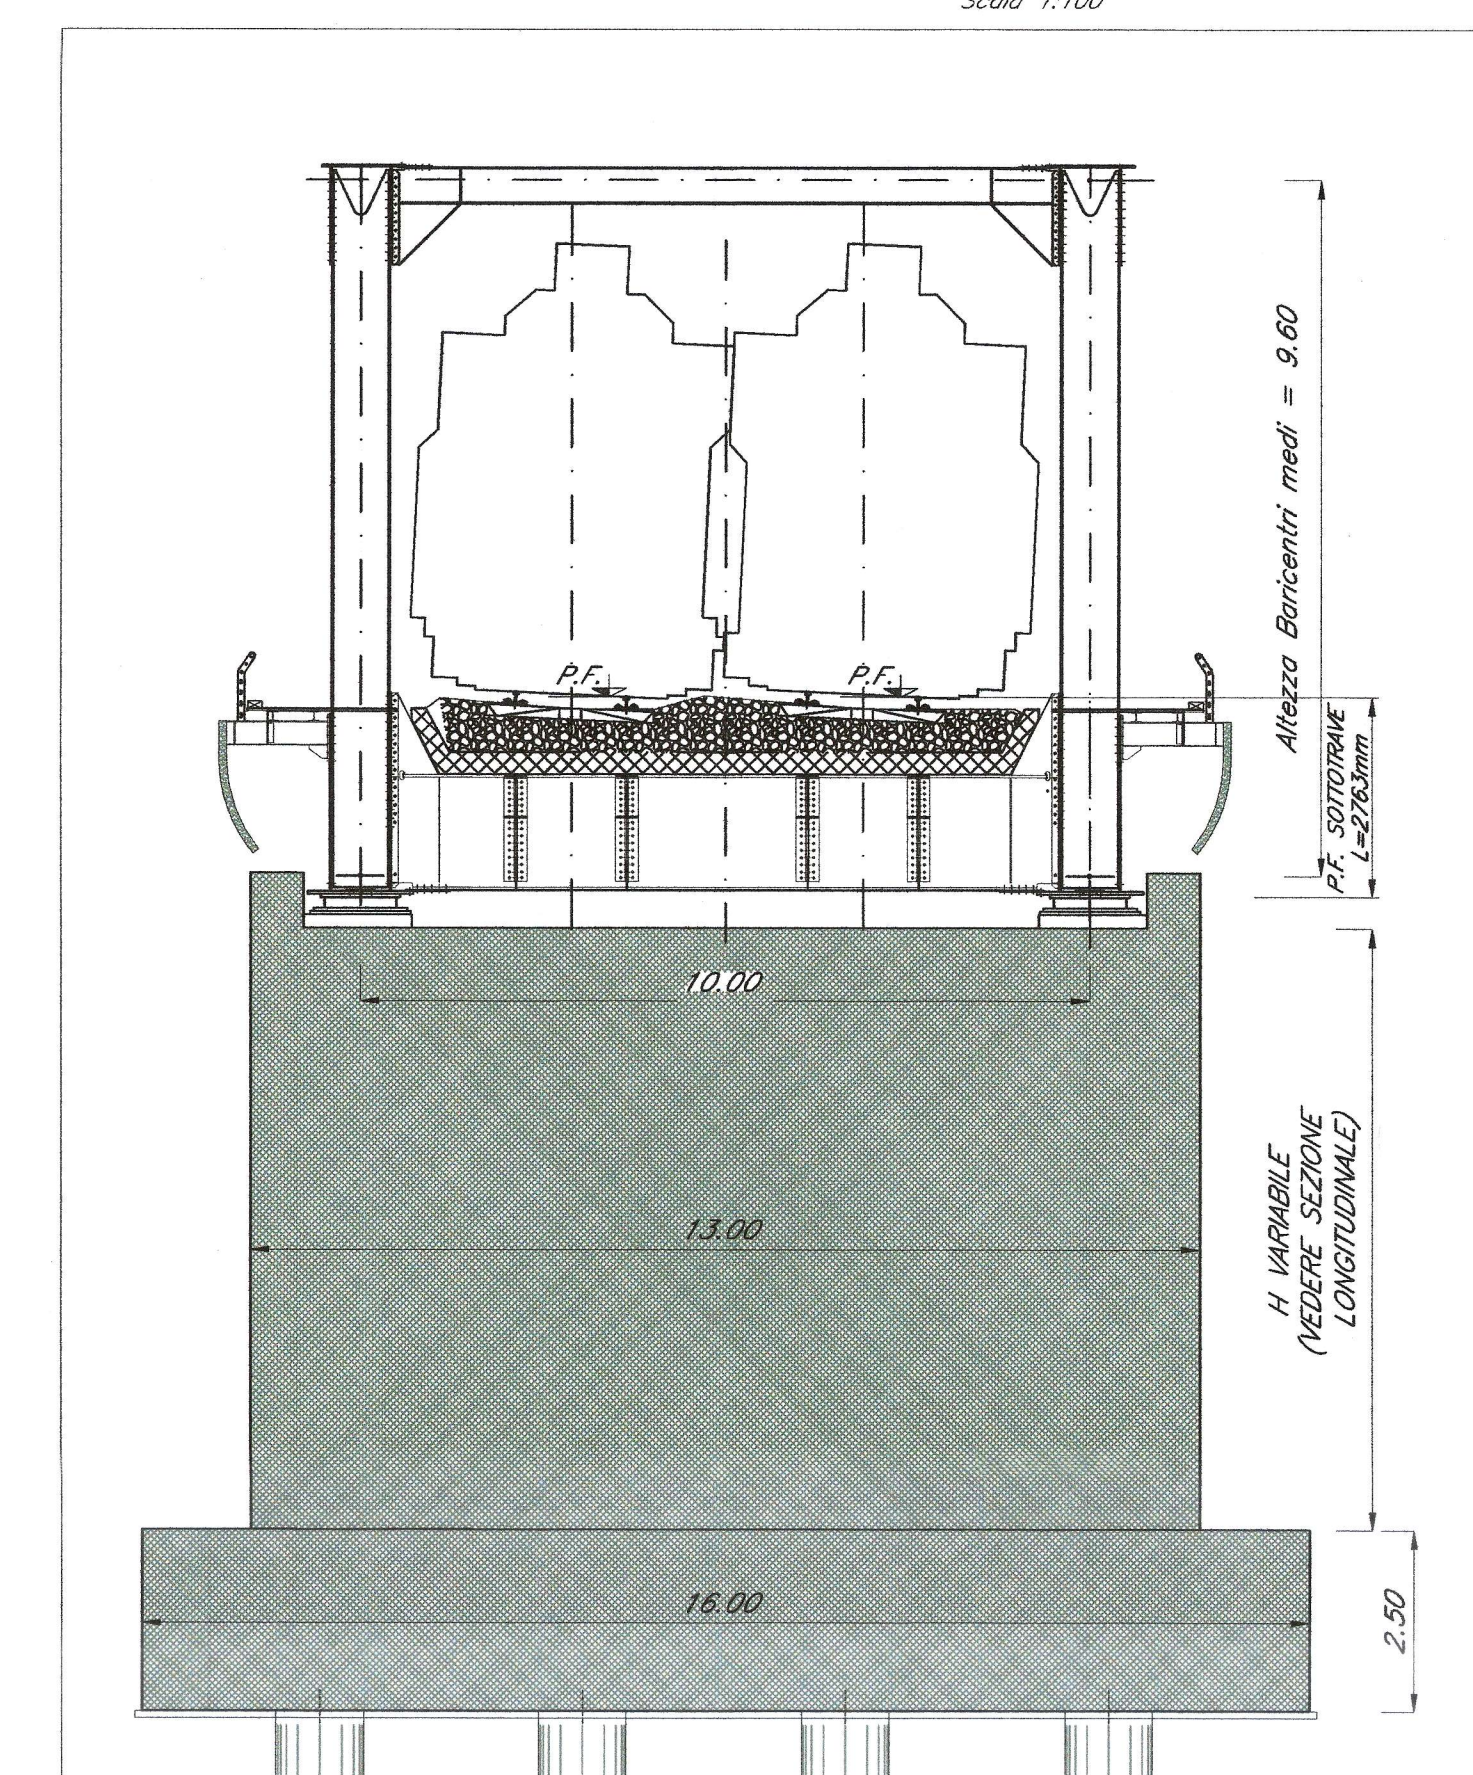 Scala 1:100
Altezza Baricentri medi = 9.60
P.F.
P.F.
P.F. SOTTOTRAVE
L=2763mm
10.00
13.00
H VARIABILE
(VEDERE SEZIONE
LONGITUDINALE)
16.00
2.50